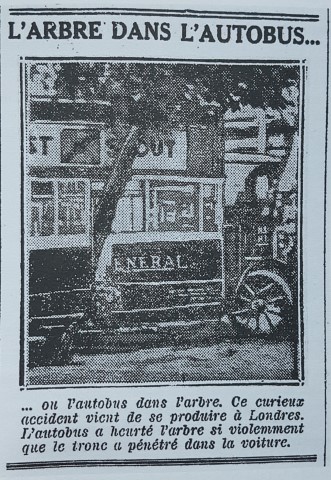 L'ARBRE DANS L'AUTOBUS...
ST STOUT
ENERAL
... ou l'autobus dans l'arbre. Ce curieux
accident vient de se produire à Londres.
L'autobus a heurté l'arbre si violemment
que le tronc a pénétré dans la voiture.